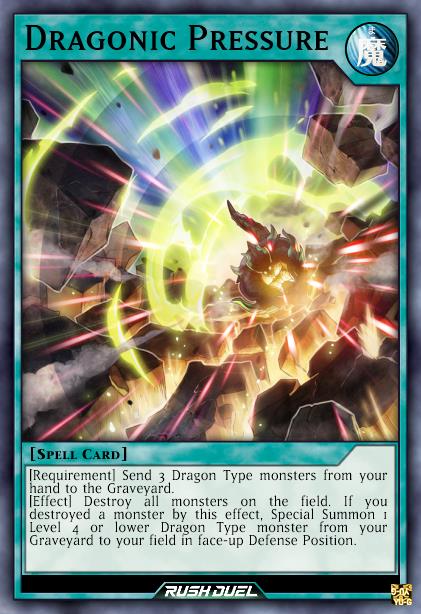 Dragonic Pressure
ま
魔
[Spell Card]
[Requirement] Send 3 Dragon Type monsters from your
hand to the Graveyard.
[Effect] Destroy all monsters on the field. If you
destroyed a monster by this effect, Special Summon 1
Level 4 or lower Dragon Type monster from your
Graveyard to your field in face-up Defense Position.
RUSH DUEL